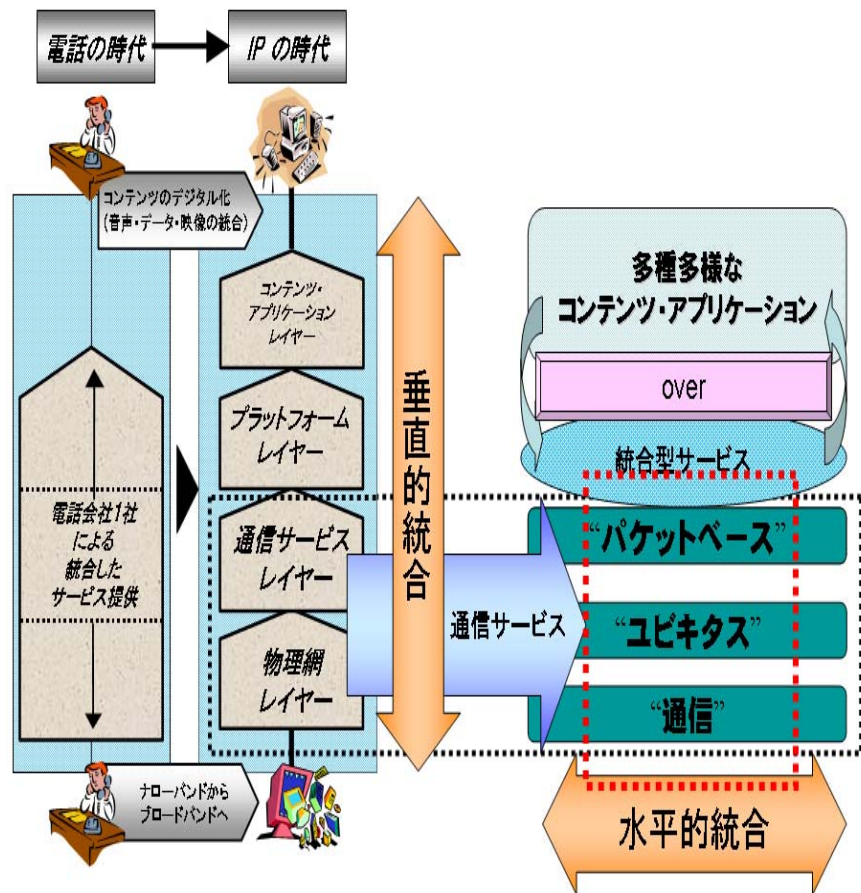 電話の時代
IP の時代
コンテンツのデジタル化
(音声・データ・映像の統合)
コンテンツ・
アプリケーション
レイヤー
プラットフォーム
レイヤー
通信サービス
レイヤー
物理網
レイヤー
電話会社1社
による
統合した
サービス提供
ナローバンドから
ブロードバンドへ
垂直的統合
通信サービス
多種多様な
コンテンツ・アプリケーション
over
統合型サービス
“パケットベース”
“ユビキタス”
“通信”
水平的統合